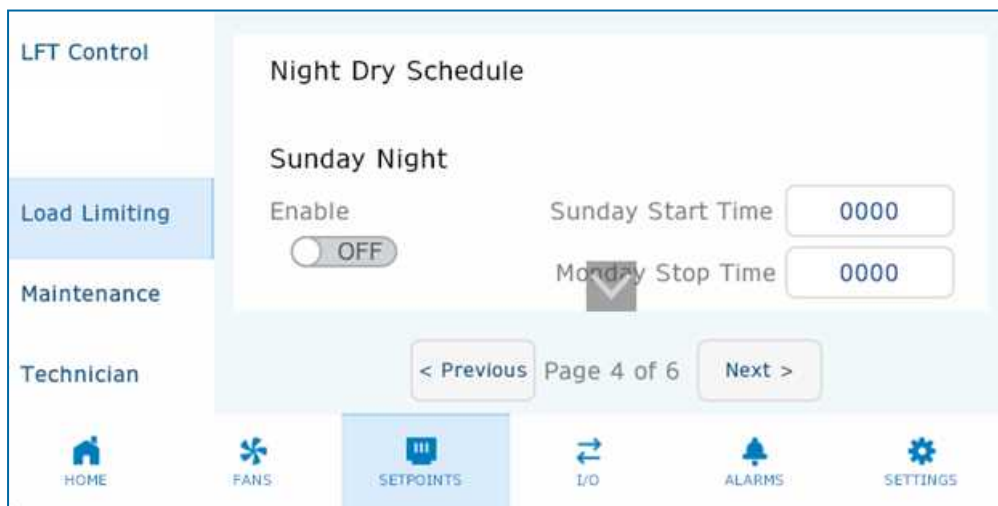 LFT Control
Load Limiting
Maintenance
Technician
Night Dry Schedule
Sunday Night
Enable
OFF
Sunday Start Time 0000
Monday Stop Time 0000
< Previous Page 4 of 6 Next >
HOME FANS SETPOINTS I/O ALARMS SETTINGS